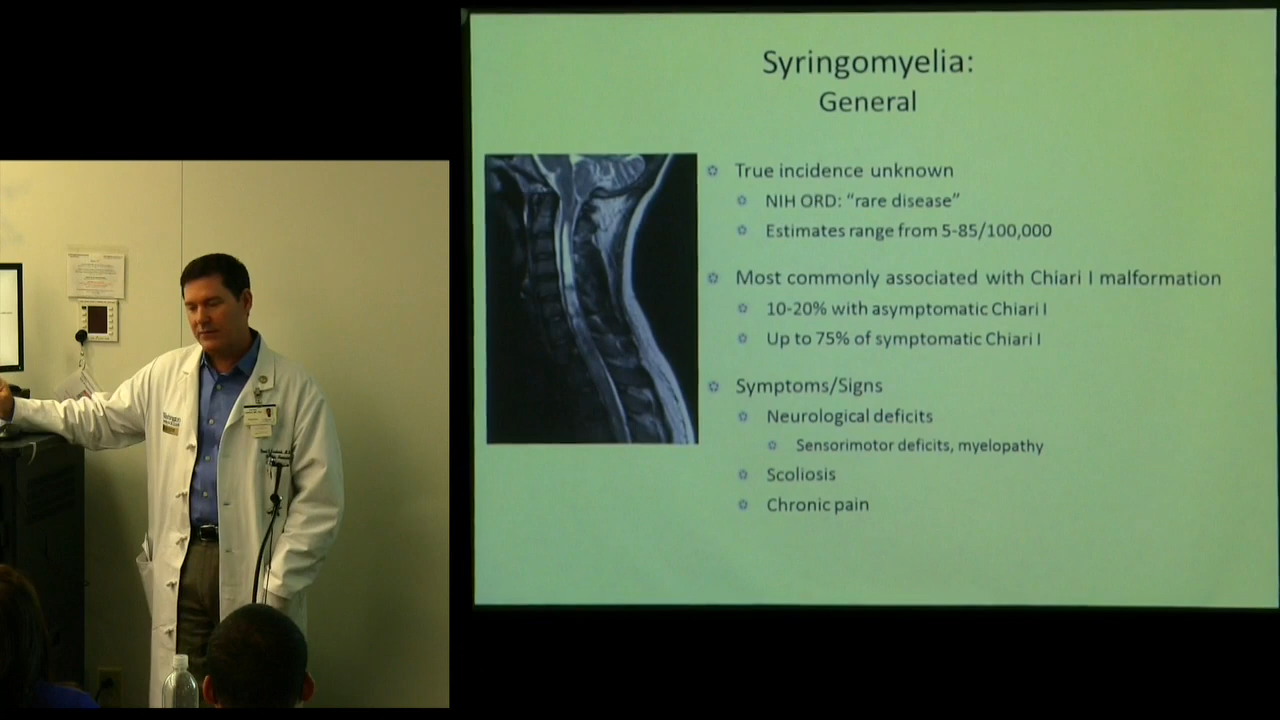 Syringomyelia:
General
True incidence unknown
NIH ORD: “rare disease”
Estimates range from 5-85/100,000
Most commonly associated with Chiari I malformation
10-20% with asymptomatic Chiari I
Up to 75% of symptomatic Chiari I
Symptoms/Signs
Neurological deficits
Sensorimotor deficits, myelopathy
Scoliosis
Chronic pain
Washington